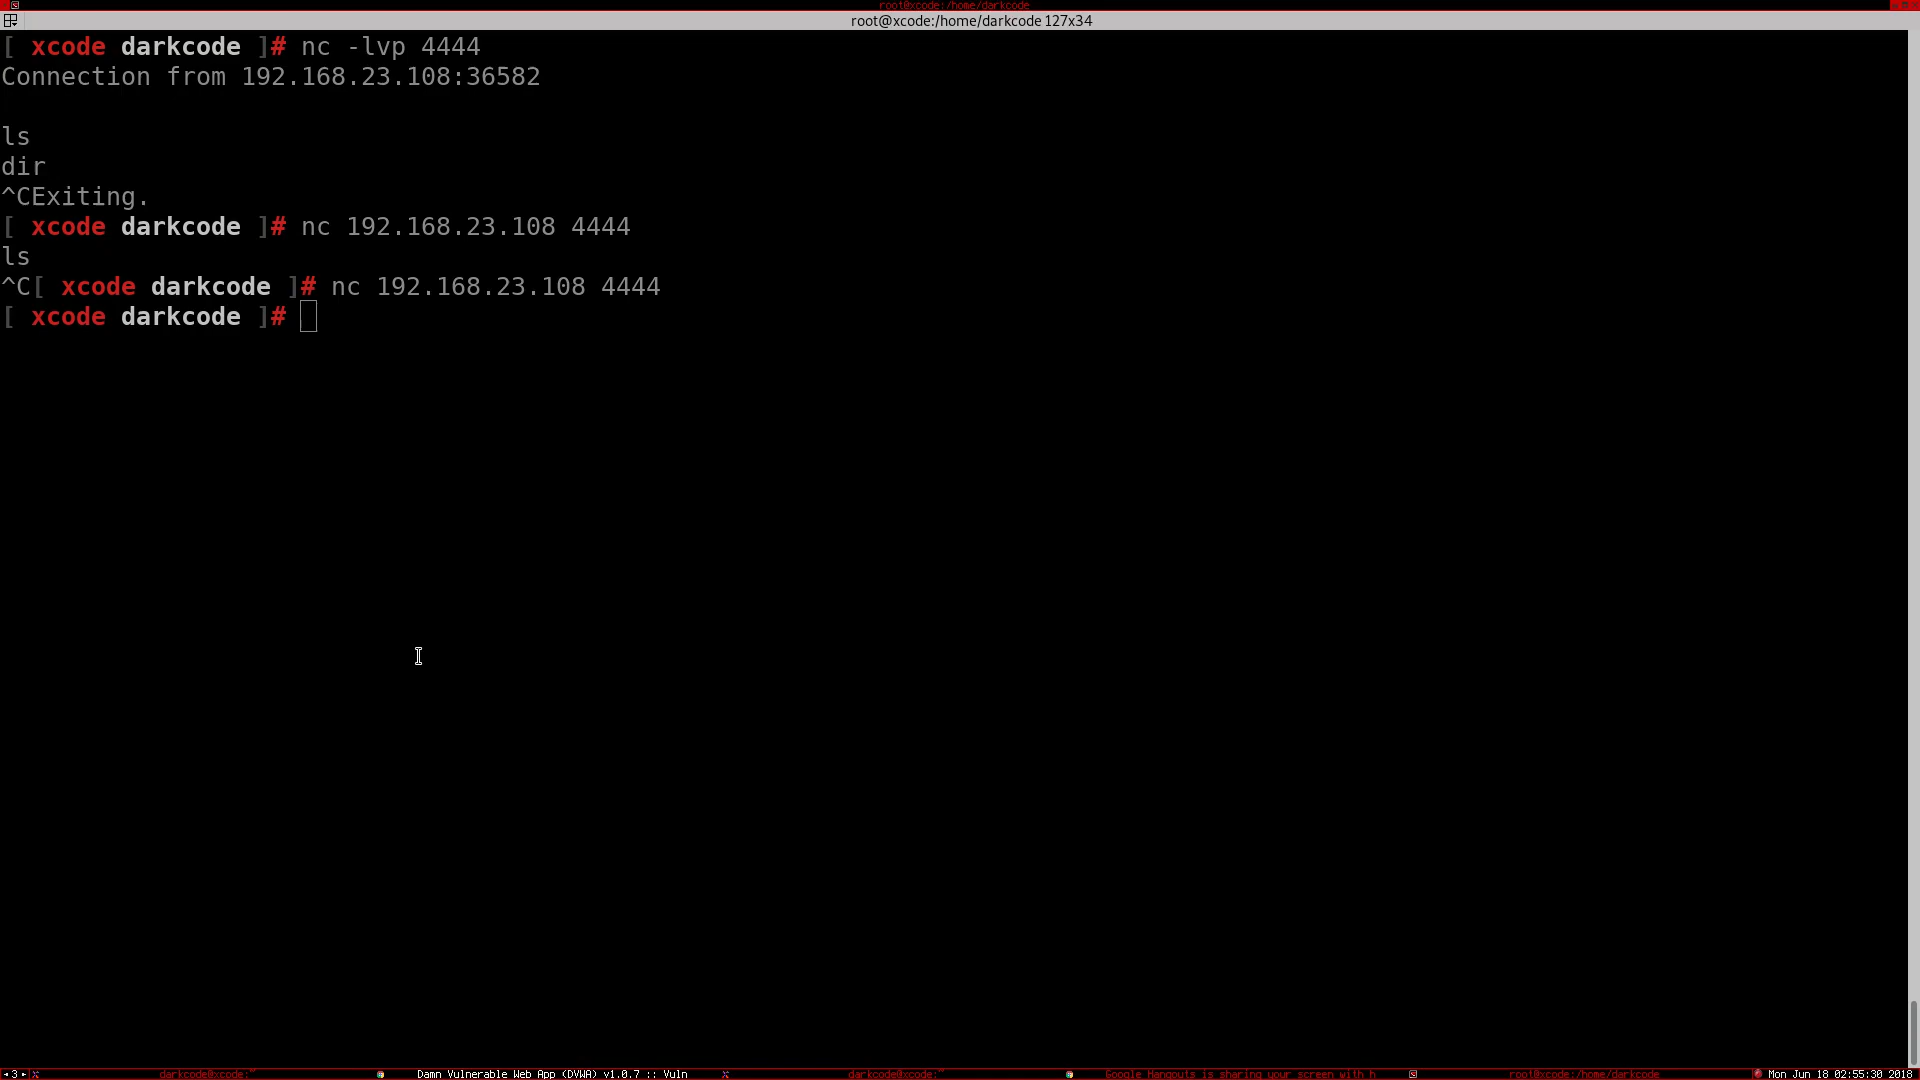 root@xcode:/home/darkcode
root@xcode:/home/darkcode 127x34
[ xcode darkcode ]# nc -lvp 4444
Connection from 192.168.23.108:36582
ls
dir
^CExiting.
[ xcode darkcode ]# nc 192.168.23.108 4444
ls
^C[ xcode darkcode ]# nc 192.168.23.108 4444
[ xcode darkcode ]#
3 darkcode@xcode:~ Damn Vulnerable Web App (DVWA) v1.0.7 :: Vuln darkcode@xcode:~ Google Hangouts is sharing your screen with h root@xcode:/home/darkcode Mon Jun 18 02:55:30 2018